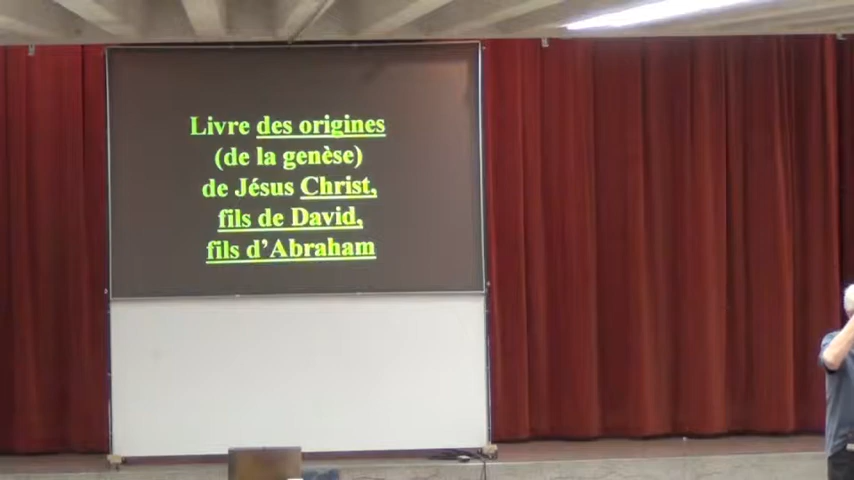 Livre des origines
(de la genèse)
de Jésus Christ,
fils de David,
fils d’Abraham